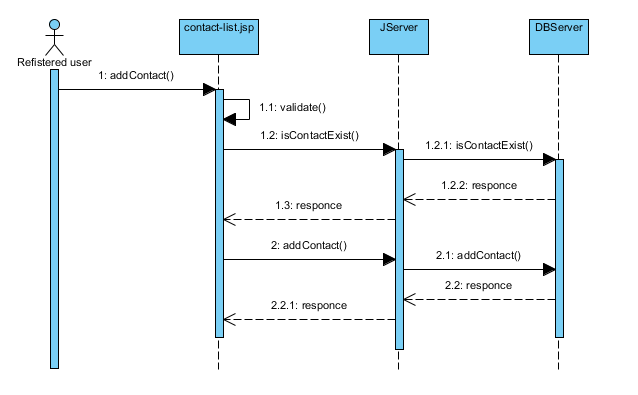 contact-list.jsp
JServer
DBServer
Refistered user
1: addContact()
1.1: validate()
1.2: isContactExist()
1.2.1: isContactExist()
1.2.2: responce
1.3: responce
2: addContact()
2.1: addContact()
2.2: responce
2.2.1: responce